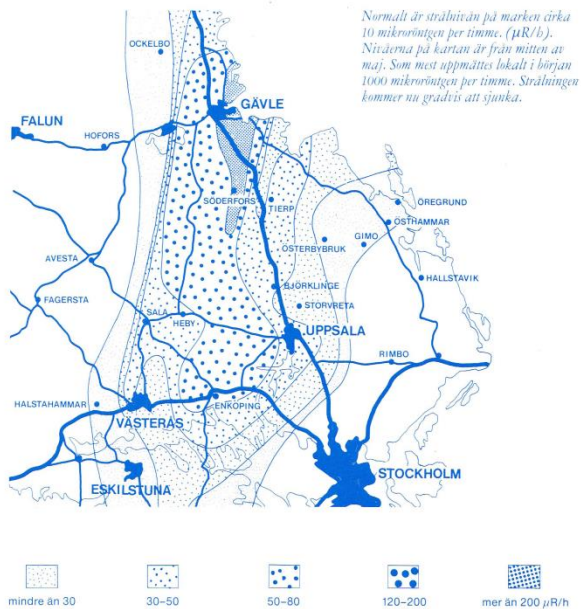 Normalt är strålnivån på marken cirka
10 mikroröntgen per timme. (µR/h).
Nivåerna på kartan är från mitten av
maj. Som mest uppmättes lokalt i början
1000 mikroröntgen per timme. Strålningen
kommer nu gradvis att sjunka.
OCKELBO
GÄVLE
FALUN
HOFORS
SÖDERFORS
TIERP
ÖREGRUND
ÖSTHAMMAR
ÖSTERBYBRUK
GIMO
AVESTA
HALLSTAVIK
BJÖRKLINGE
FAGERSTA
STORVRETA
SALA
HEBY
UPPSALA
RIMBO
HALSTAHAMMAR
ENKÖPING
VÄSTERÅS
STOCKHOLM
ESKILSTUNA
mindre än 30
30–50
50–80
120–200
mer än 200 µR/h